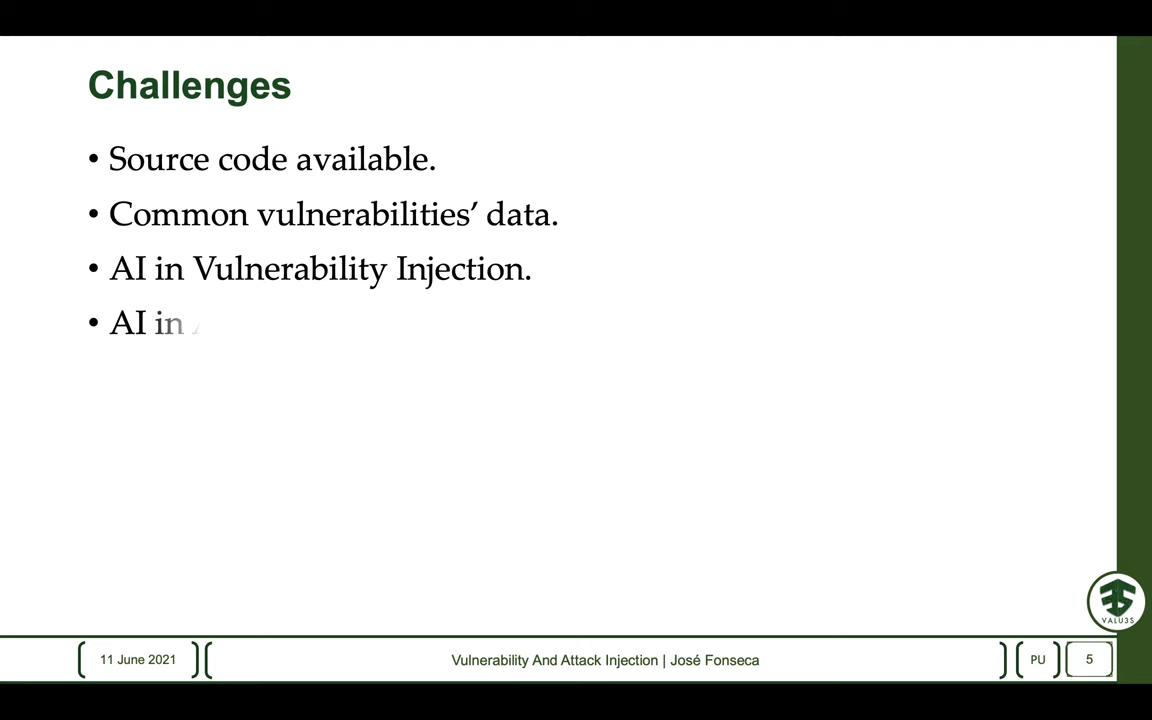 Challenges
• Source code available.
• Common vulnerabilities’ data.
• AI in Vulnerability Injection.
• AI in
VALU3S
11 June 2021
Vulnerability And Attack Injection | José Fonseca
PU
5